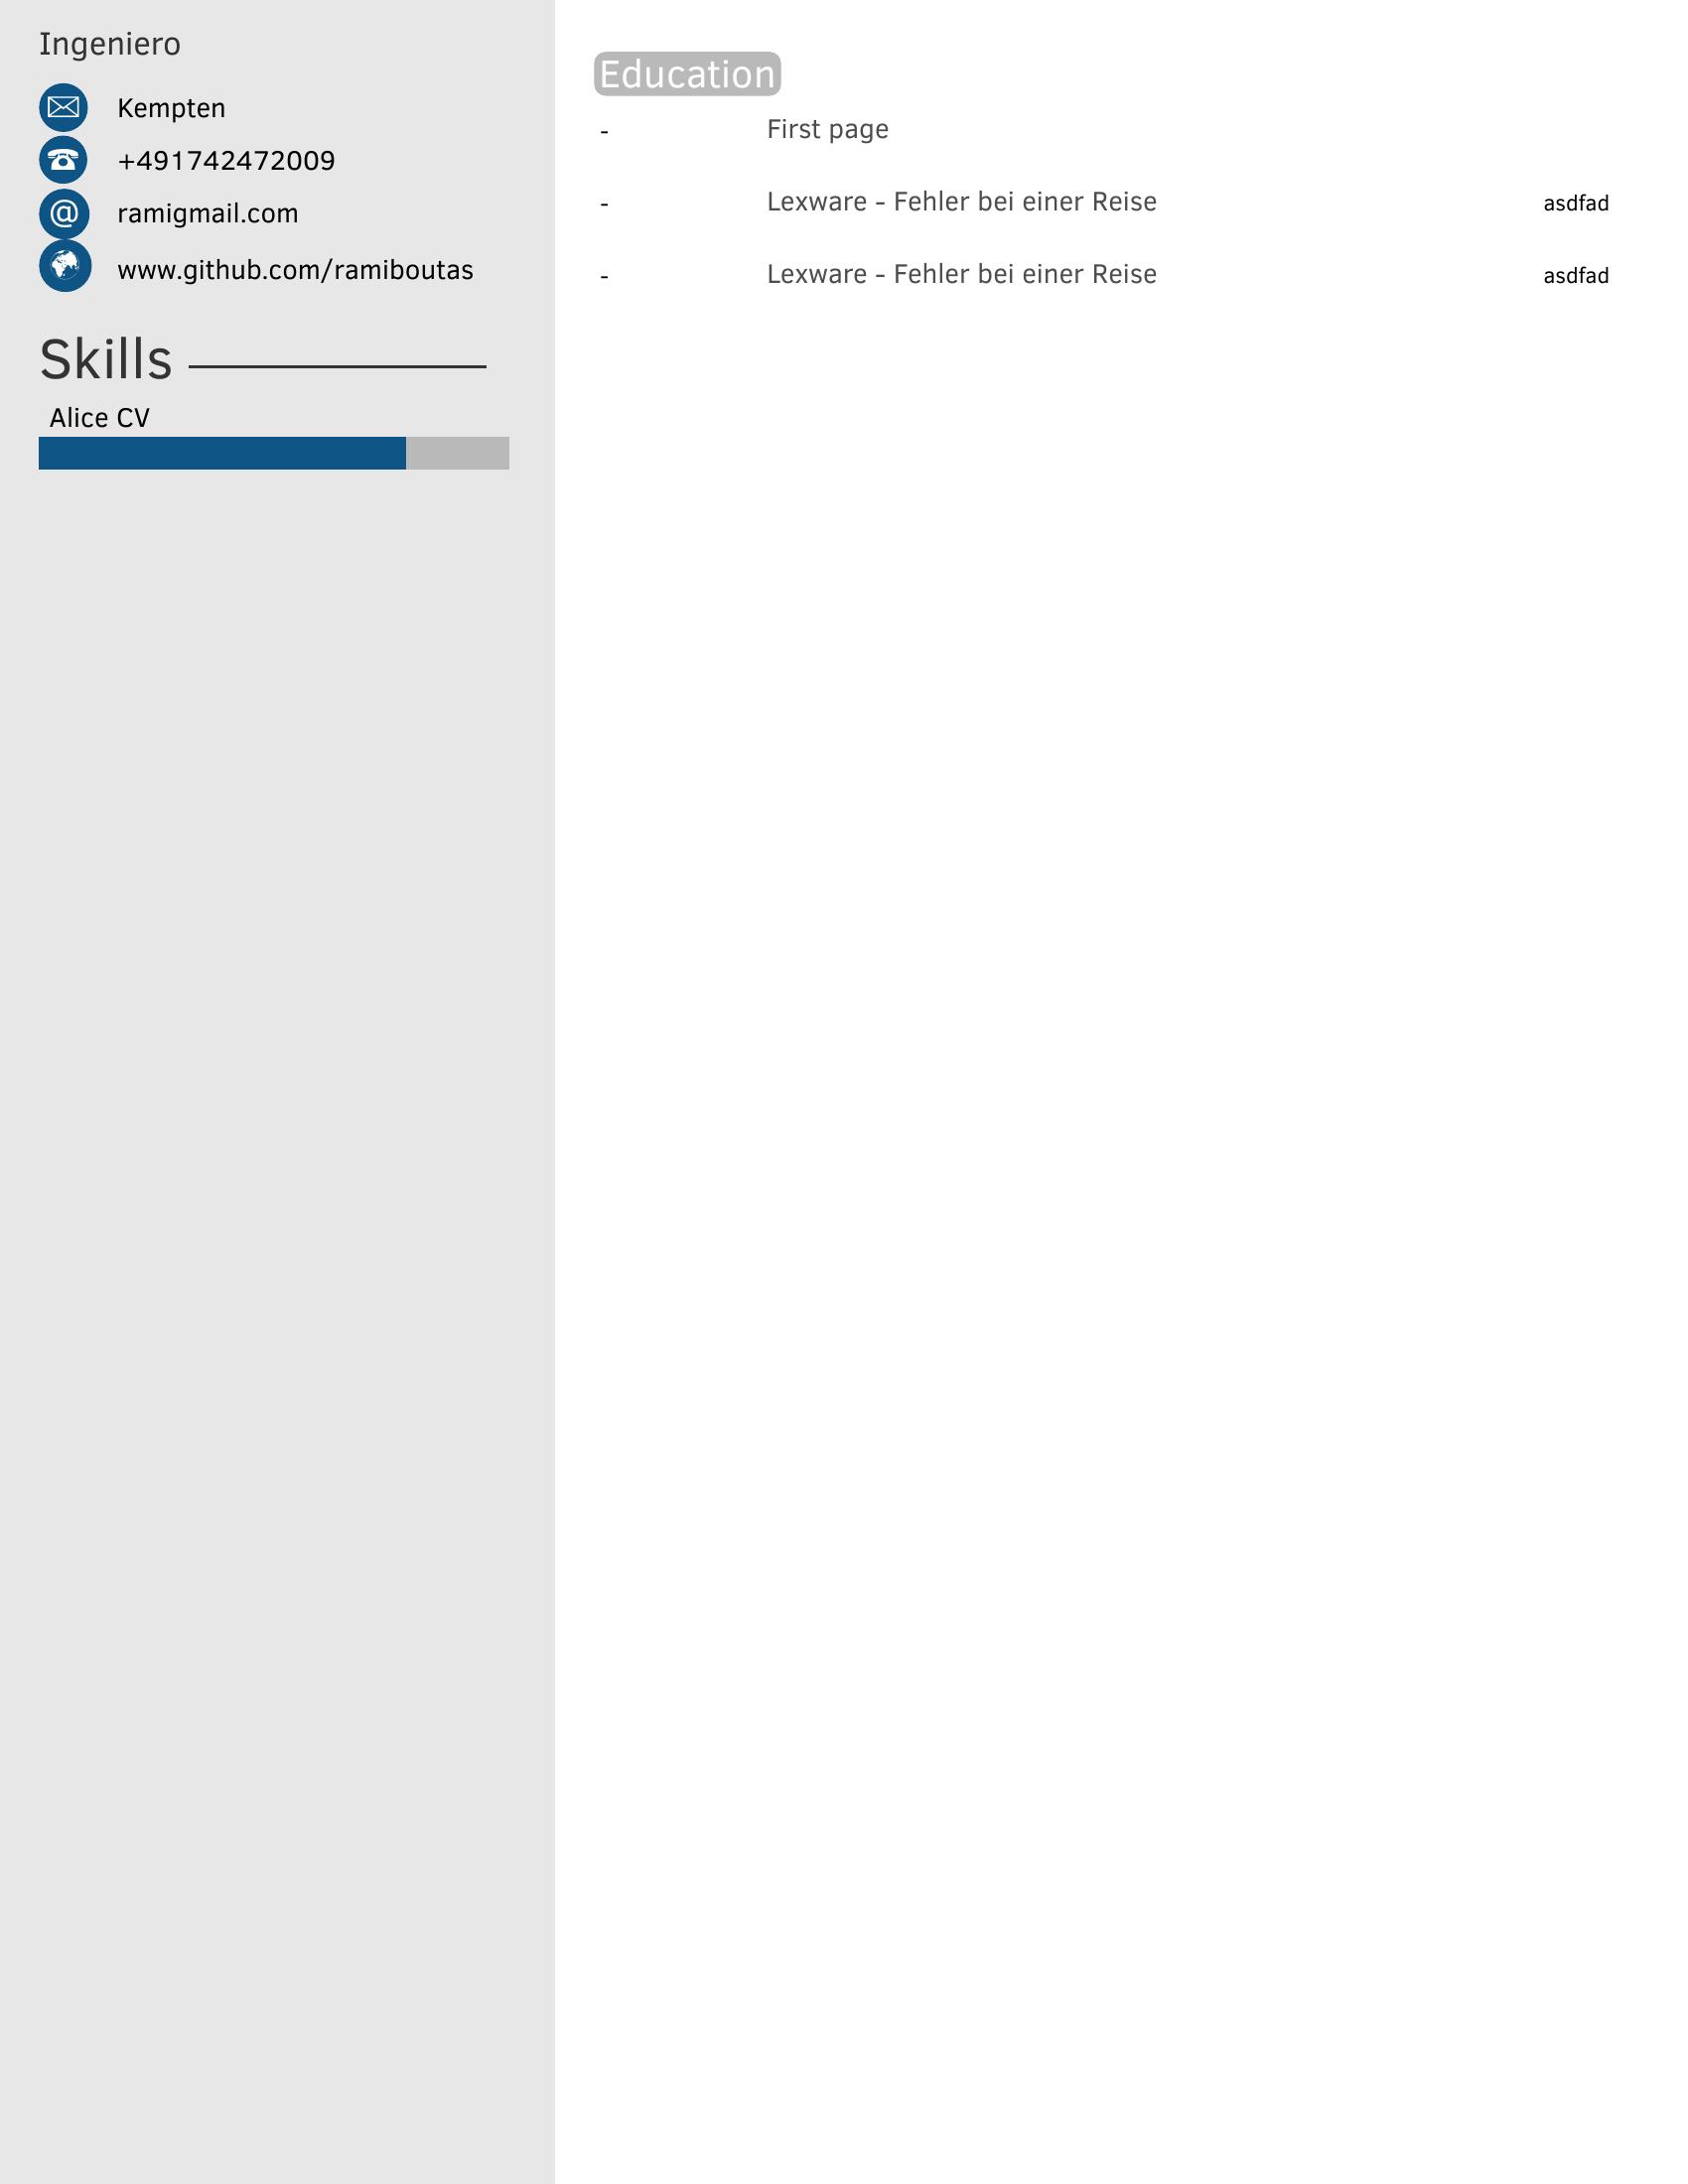 Ingeniero
Kempten
+491742472009
@ ramigmail.com
www.github.com/ramiboutas
Skills
Alice CV
Education
- First page
- Lexware - Fehler bei einer Reise asdfad
- Lexware - Fehler bei einer Reise asdfad